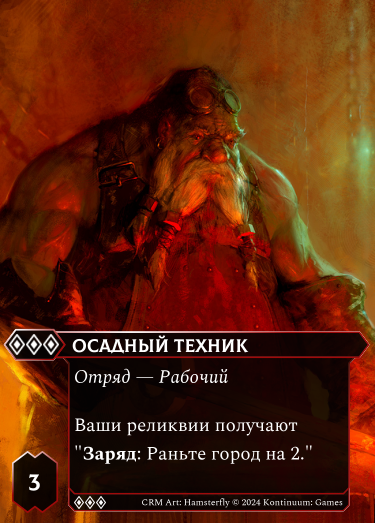 ОСАДНЫЙ ТЕХНИК
Отряд — Рабочий
Ваши реликвии получают
"Заряд: Раньте город на 2."
3
CRM Art: Hamsterfly © 2024 Kontinuum: Games